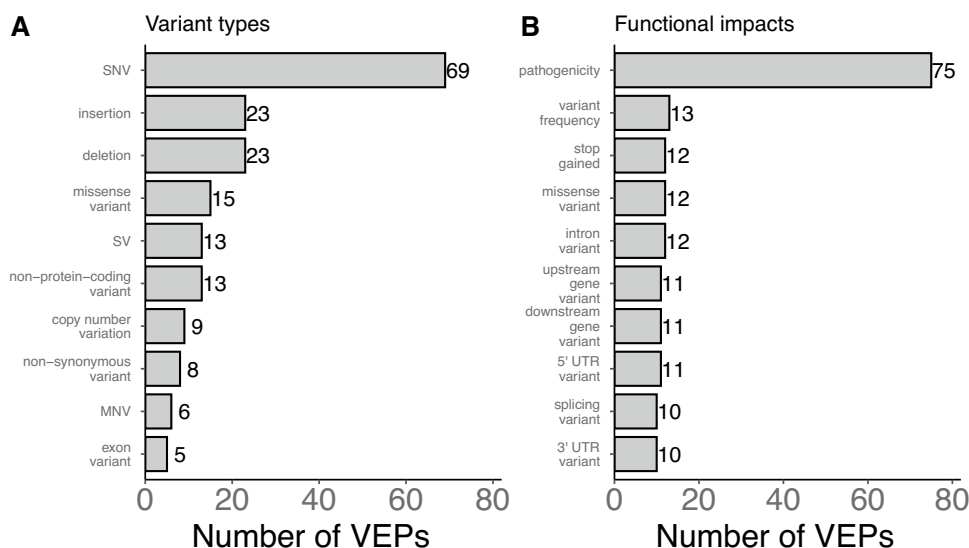 A
Variant types
SNV
69
insertion
23
deletion
23
missense
variant
15
SV
13
non−protein−coding
variant
13
copy number
variation
9
non−synonymous
variant
8
MNV
6
exon
variant
5
0
20
40
60
80
Number of VEPs
B
Functional impacts
pathogenicity
75
variant
frequency
13
stop
gained
12
missense
variant
12
intron
variant
12
upstream
gene
variant
11
downstream
gene
variant
11
5' UTR
variant
11
splicing
variant
10
3' UTR
variant
10
0
20
40
60
80
Number of VEPs